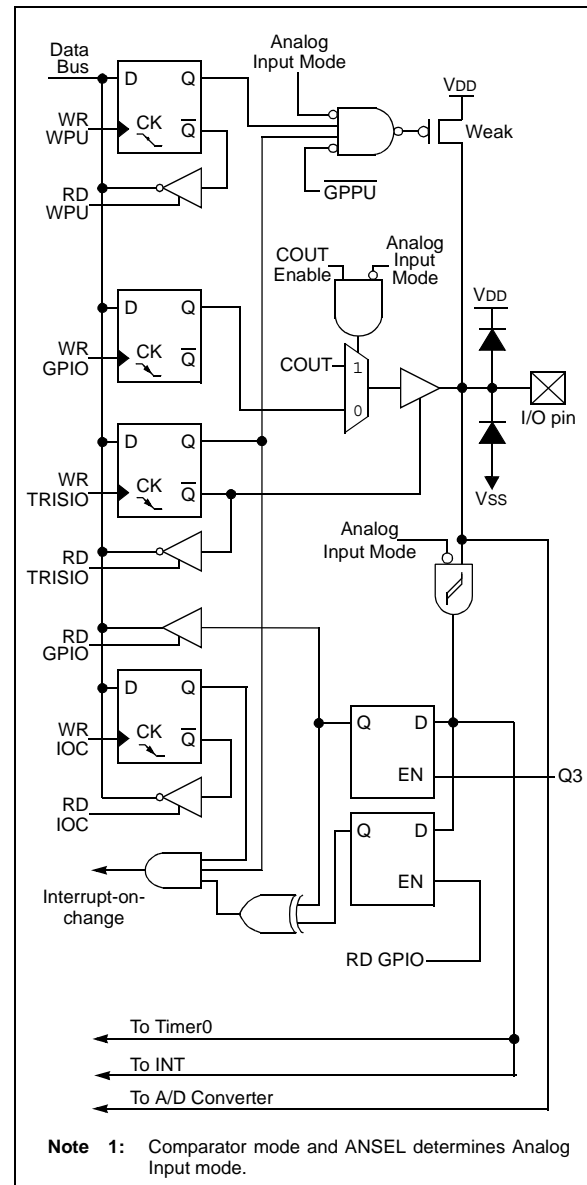 Data
Bus
D Q
WR
WPU
CK Q
RD
WPU
Analog
Input Mode
GPPU
VDD
Weak
COUT
Enable
Analog
Input
Mode
D Q
WR
GPIO
CK Q
COUT
1
0
VDD
I/O pin
VSS
D Q
WR
TRISIO
CK Q
RD
TRISIO
Analog
Input Mode
RD
GPIO
D Q
WR
IOC
CK Q
RD
IOC
Q D
EN
Q3
Q D
EN
Interrupt-on-
change
RD GPIO
To Timer0
To INT
To A/D Converter
Note 1: Comparator mode and ANSEL determines Analog
Input mode.